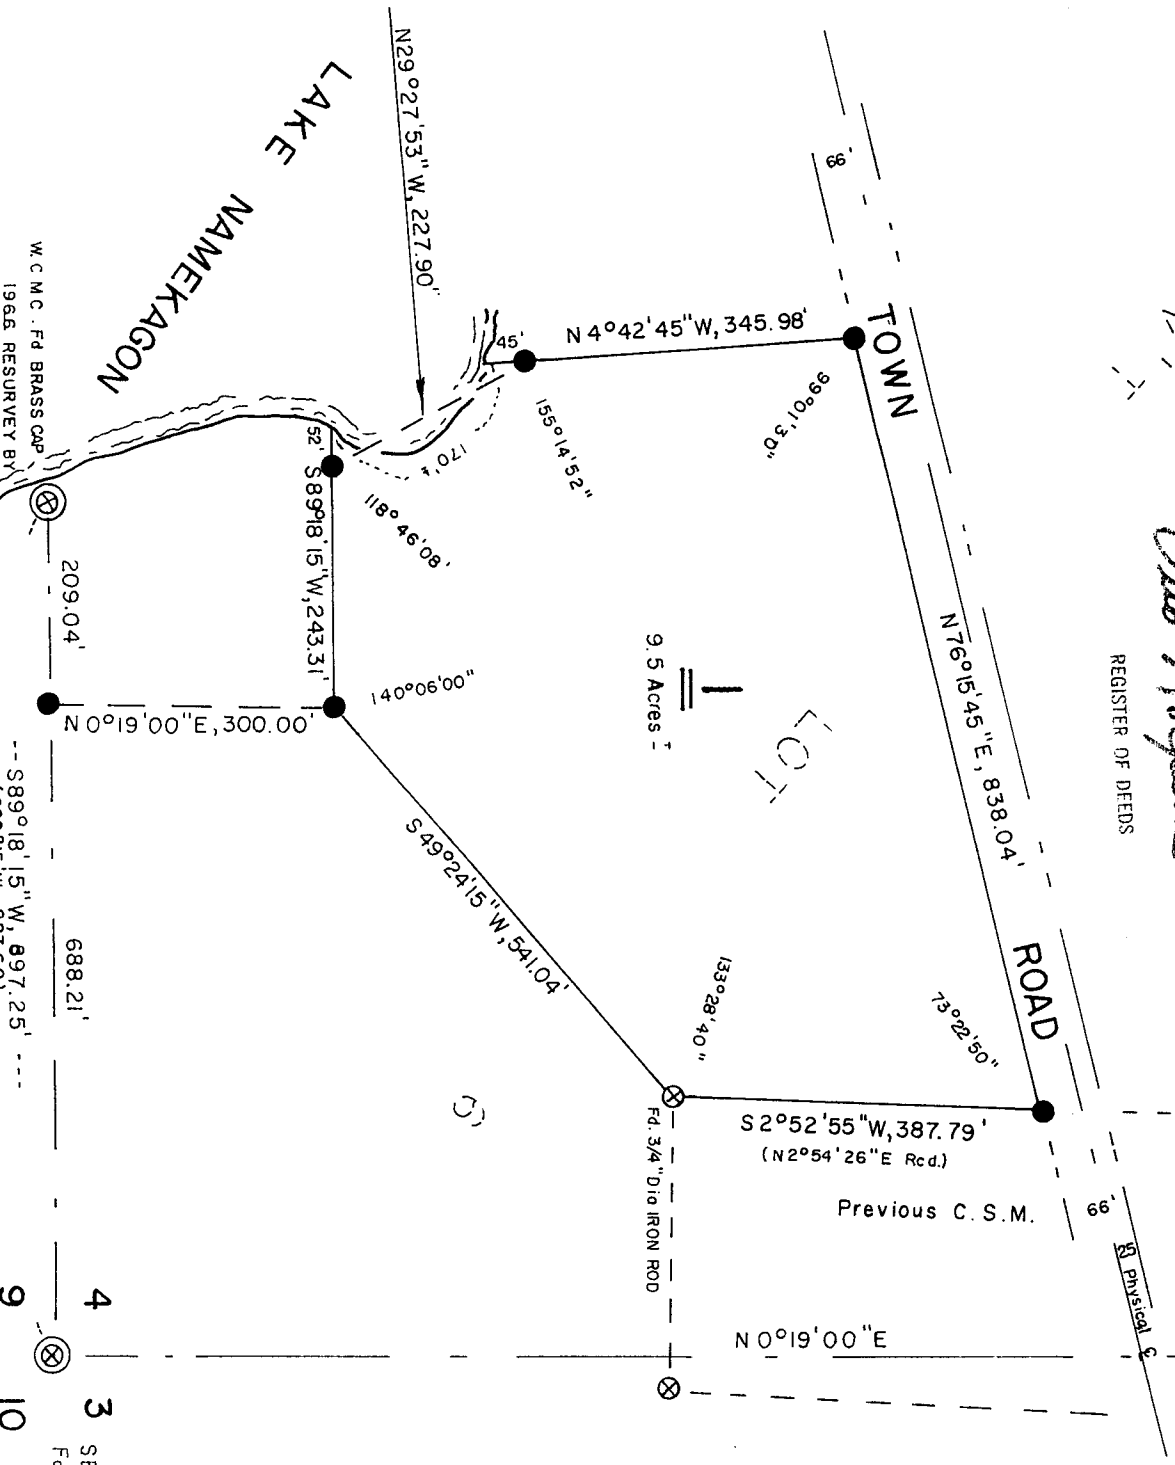 REGISTER OF DEEDS
66'
TOWN
ROAD
N 76°15'45"E, 838.04'
N29°27'53"W, 227.90"
LAKE NAMEKAGON
45'
N 4°42'45"W, 345.98'
99°01'30"
155°14'52"
170'±
118°46'08'
52'
S89°18'15"W, 243.31'
140°06'00"
1
9.5 Acres ±
LOT
73°22'50"
133°28'40"
S 49°24'15"W, 541.04'
S 2°52'55"W, 387.79'
(N2°54'26"E Rcd.)
Previous C.S.M.
66'
Physical ℄
Fd. 3/4" Dia IRON ROD
N 0°19'00"E
W.C.M.C. Fd BRASS CAP
1966 RESURVEY BY
209.04'
N 0°19'00"E, 300.00'
688.21'
--S89°18'15"W, 897.25'----
4
3
9
10